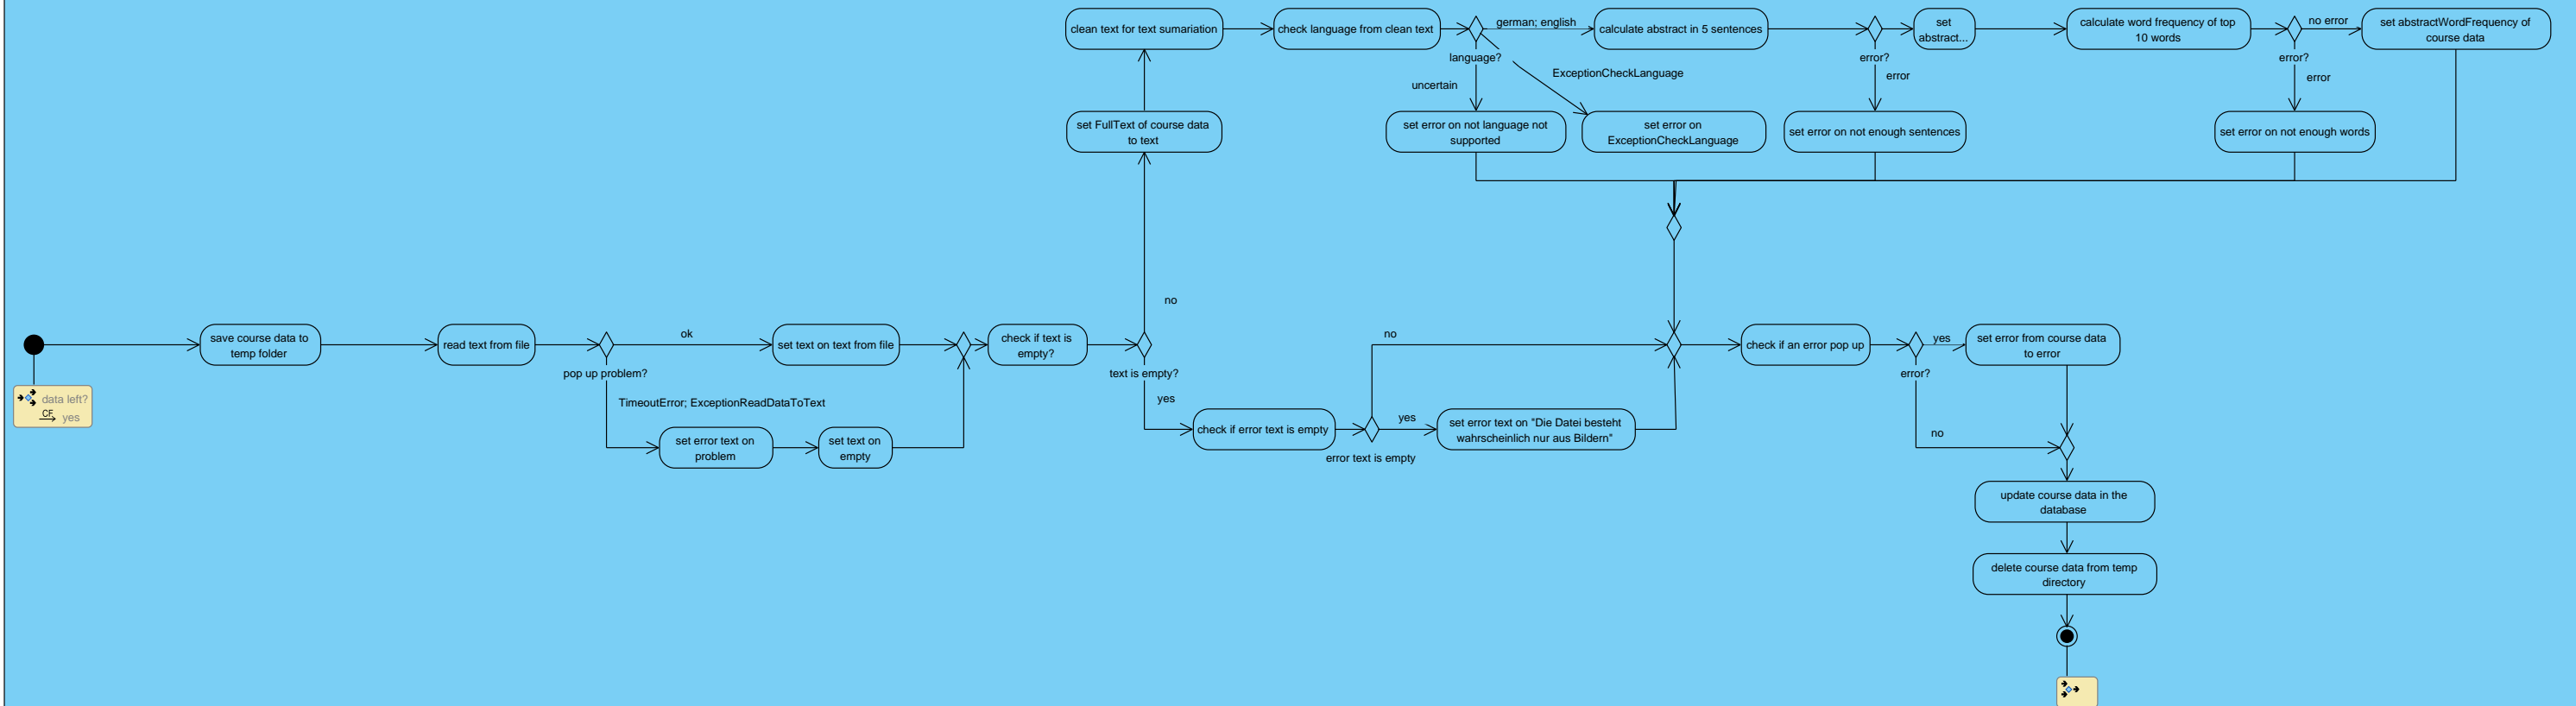 clean text for text sumariation
check language from clean text
german; english
language?
calculate abstract in 5 sentences
error?
error
set
abstract...
calculate word frequency of top
10 words
no error
error?
error
set abstractWordFrequency of
course data
uncertain
ExceptionCheckLanguage
set FullText of course data
to text
set error on not language not
supported
set error on
ExceptionCheckLanguage
set error on not enough sentences
set error on not enough words
no
save course data to
temp folder
read text from file
ok
pop up problem?
set text on text from file
check if text is
empty?
text is empty?
no
check if an error pop up
yes
error?
set error from course data
to error
data left?
CF
yes
TimeoutError; ExceptionReadDataToText
set error text on
problem
set text on
empty
yes
check if error text is empty
yes
error text is empty
set error text on "Die Datei besteht
wahrscheinlich nur aus Bildern"
no
update course data in the
database
delete course data from temp
directory